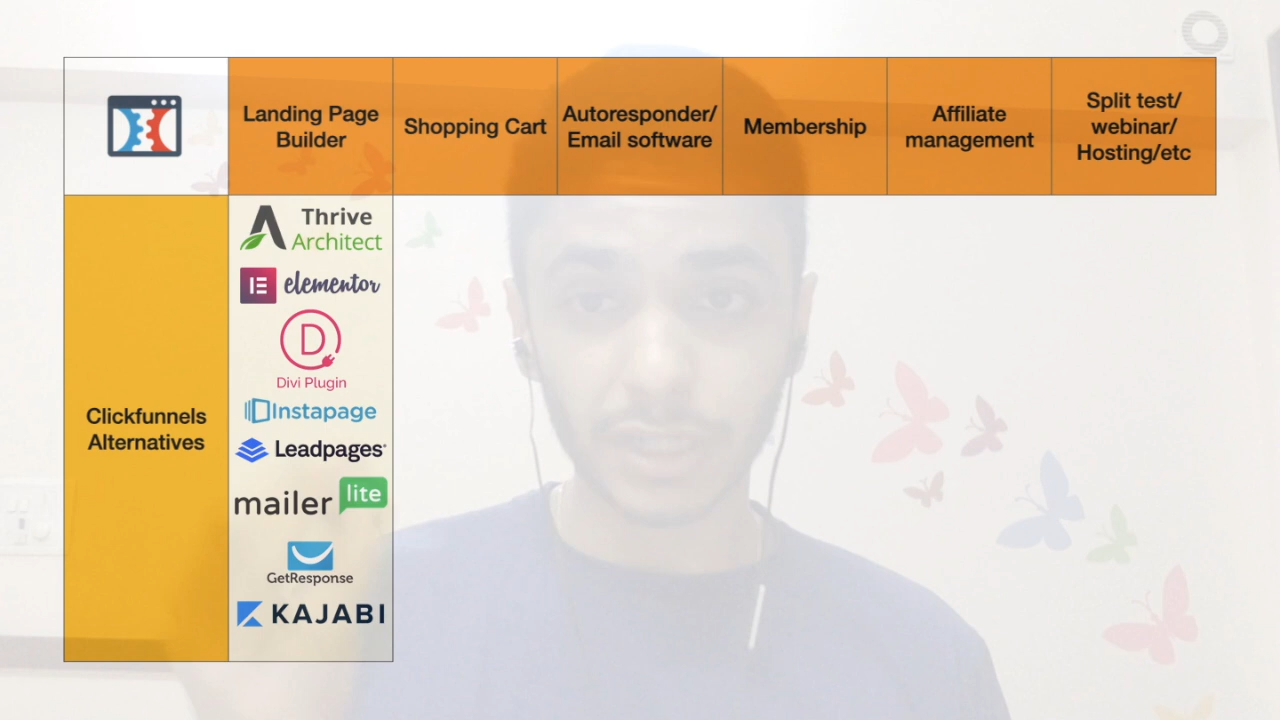 Landing Page
Builder
Shopping Cart
Autoresponder/
Email software
Membership
Affiliate
management
Split test/
webinar/
Hosting/etc
Clickfunnels
Alternatives
Thrive
Architect
elementor
D
Divi Plugin
Instapage
Leadpages
mailer lite
GetResponse
KAJABI